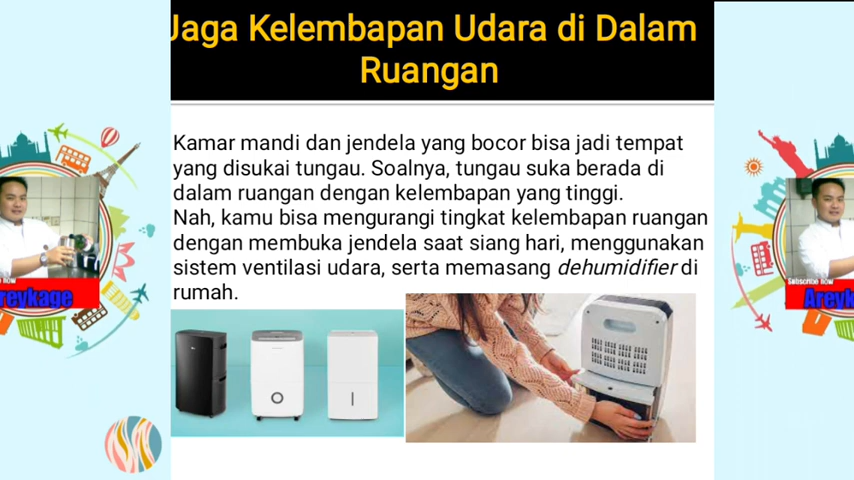 Jaga Kelembapan Udara di Dalam
Ruangan
Kamar mandi dan jendela yang bocor bisa jadi tempat
yang disukai tungau. Soalnya, tungau suka berada di
dalam ruangan dengan kelembapan yang tinggi.
Nah, kamu bisa mengurangi tingkat kelembapan ruangan
dengan membuka jendela saat siang hari, menggunakan
sistem ventilasi udara, serta memasang dehumidifier di
rumah.
now
Areykage
Subscribe now
Areyk